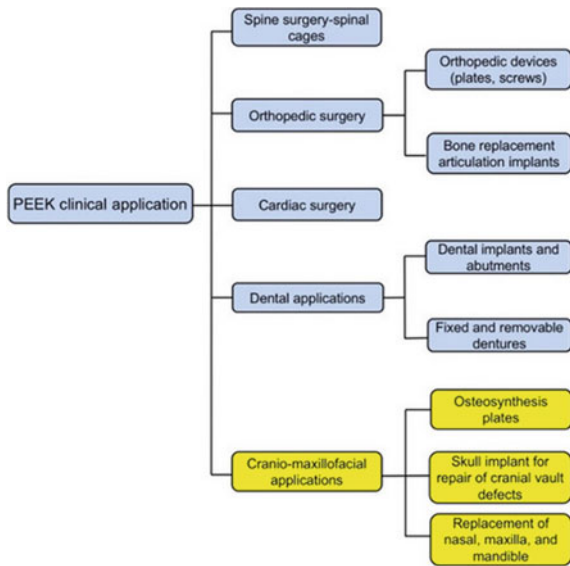 Spine surgery-spinal
cages
Orthopedic surgery
Orthopedic devices
(plates, screws)
Bone replacement
articulation implants
PEEK clinical application
Cardiac surgery
Dental applications
Dental implants and
abutments
Fixed and removable
dentures
Cranio-maxillofacial
applications
Osteosynthesis
plates
Skull implant for
repair of cranial vault
defects
Replacement of
nasal, maxilla, and
mandible